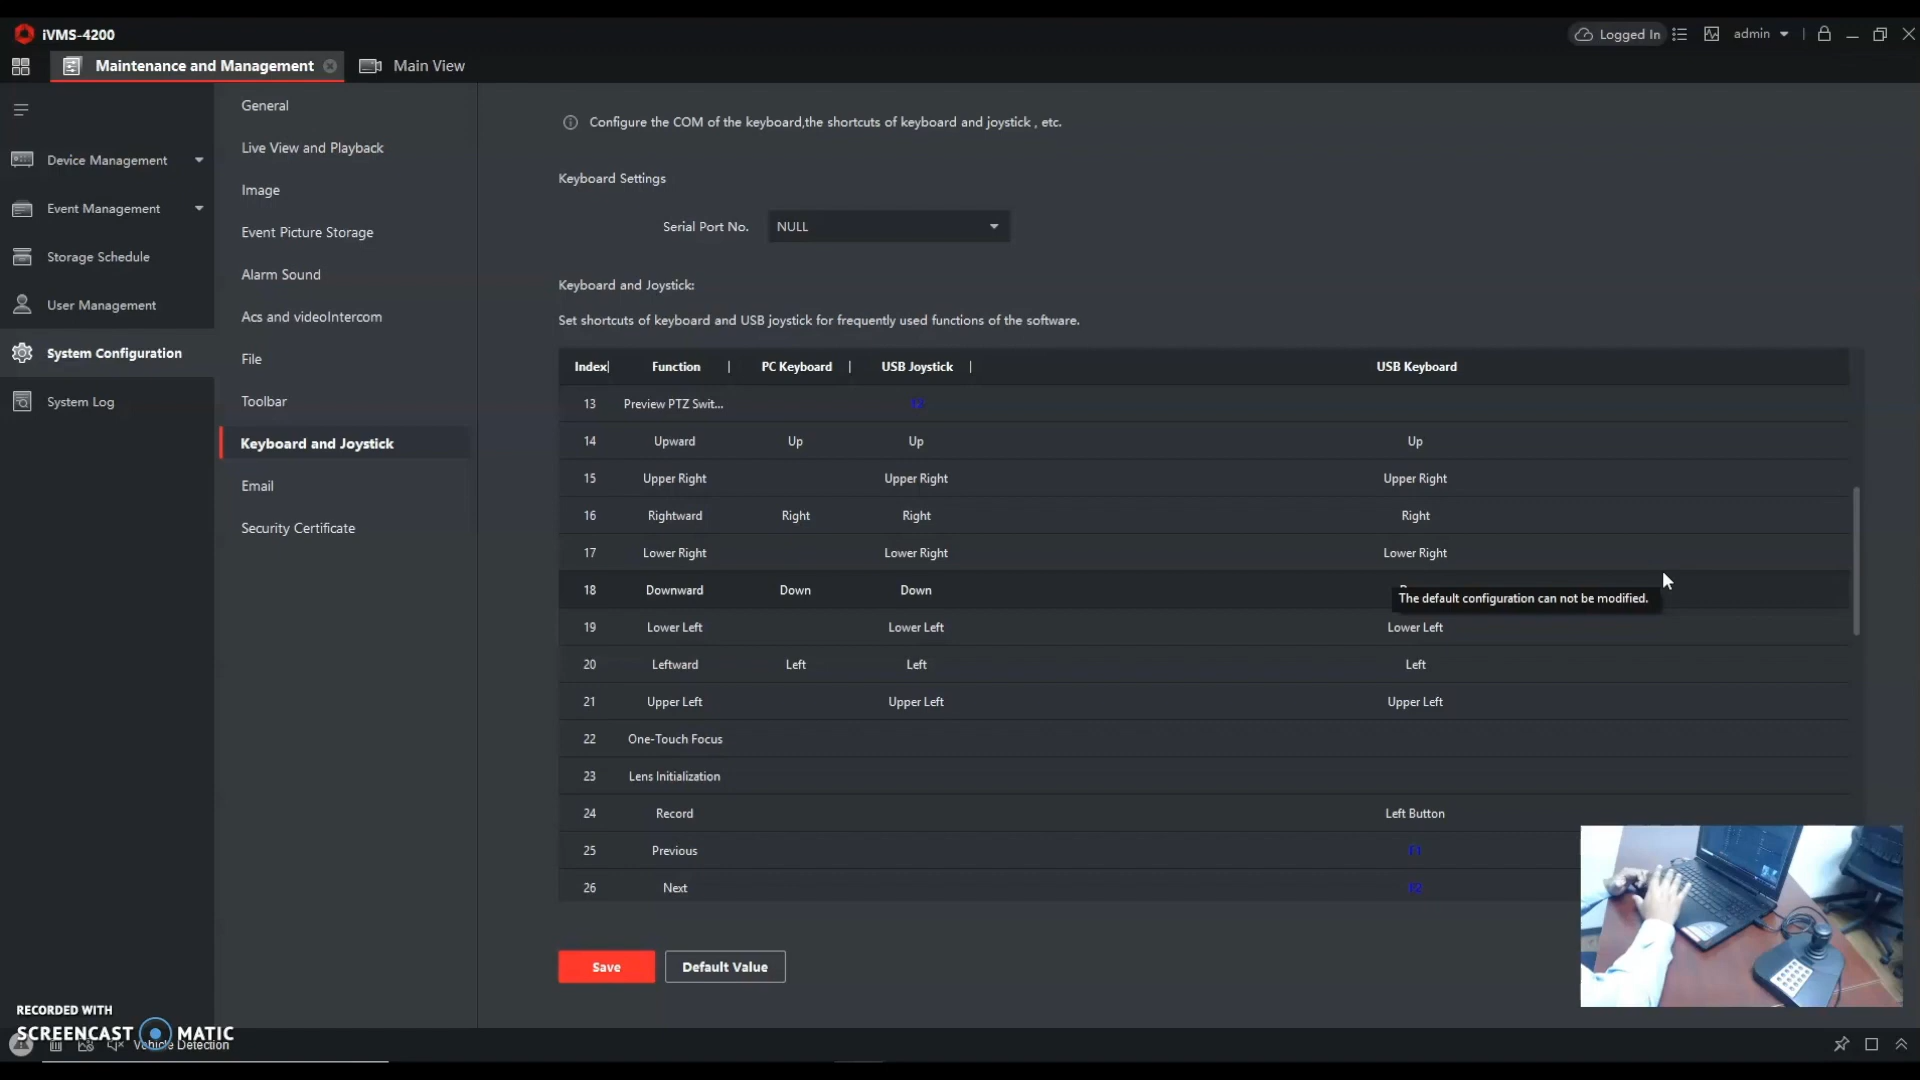 iVMS-4200
Logged In
admin
Maintenance and Management
Main View
Device Management
Event Management
Storage Schedule
User Management
System Configuration
System Log
General
Live View and Playback
Image
Event Picture Storage
Alarm Sound
Acs and videoIntercom
File
Toolbar
Keyboard and Joystick
Email
Security Certificate
Configure the COM of the keyboard,the shortcuts of keyboard and joystick , etc.
Keyboard Settings
Serial Port No. NULL
Keyboard and Joystick:
Set shortcuts of keyboard and USB joystick for frequently used functions of the software.
Index Function PC Keyboard USB Joystick USB Keyboard
13 Preview PTZ Swit...
14 Upward Up Up Up
15 Upper Right Upper Right Upper Right
16 Rightward Right Right Right
17 Lower Right Lower Right Lower Right
18 Downward Down Down
The default configuration can not be modified.
19 Lower Left Lower Left Lower Left
20 Leftward Left Left Left
21 Upper Left Upper Left Upper Left
22 One-Touch Focus
23 Lens Initialization
24 Record Left Button
25 Previous F1
26 Next F2
Save Default Value
RECORDED WITH
SCREENCAST MATIC
Vehicle Detection